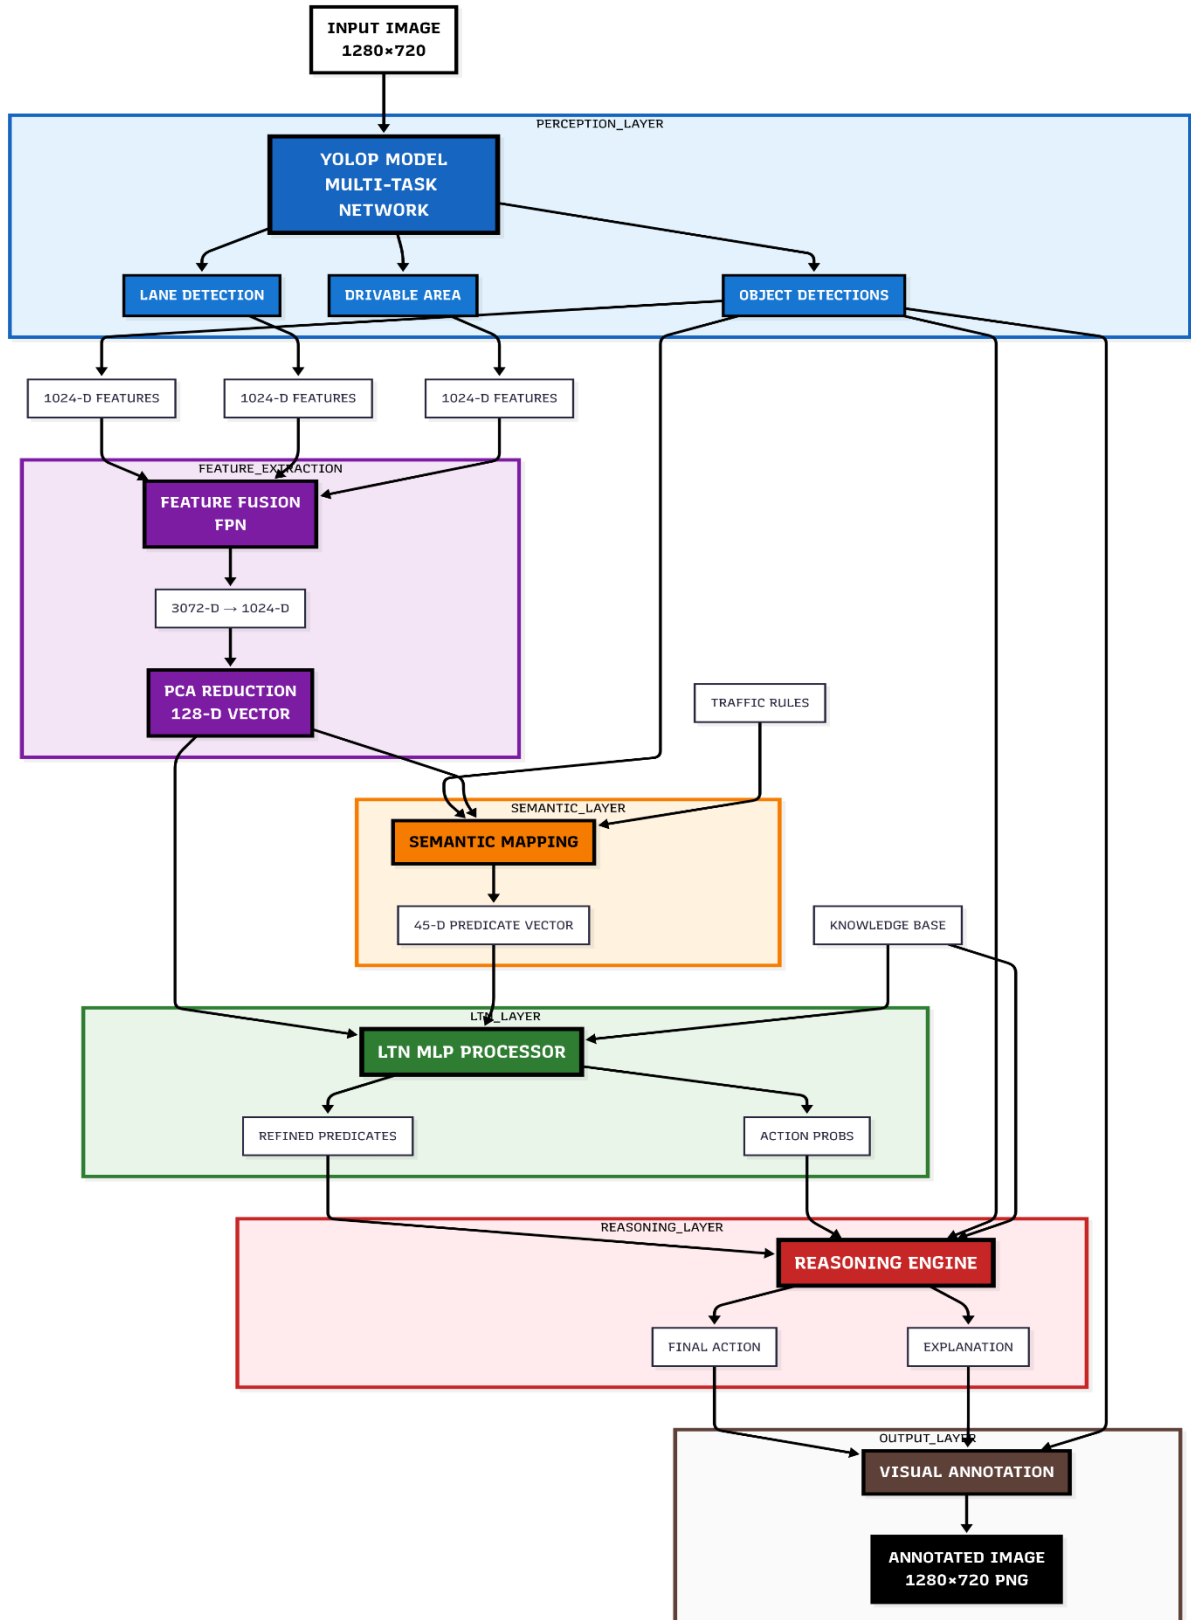 INPUT IMAGE
1280×720
PERCEPTION_LAYER
YOLOP MODEL
MULTI-TASK
NETWORK
LANE DETECTION
DRIVABLE AREA
OBJECT DETECTIONS
1024-D FEATURES
1024-D FEATURES
1024-D FEATURES
FEATURE_EXTRACTION
FEATURE FUSION
FPN
3072-D → 1024-D
PCA REDUCTION
128-D VECTOR
TRAFFIC RULES
SEMANTIC_LAYER
SEMANTIC MAPPING
45-D PREDICATE VECTOR
KNOWLEDGE BASE
LTN_LAYER
LTN MLP PROCESSOR
REFINED PREDICATES
ACTION PROBS
REASONING_LAYER
REASONING ENGINE
FINAL ACTION
EXPLANATION
OUTPUT_LAYER
VISUAL ANNOTATION
ANNOTATED IMAGE
1280×720 PNG